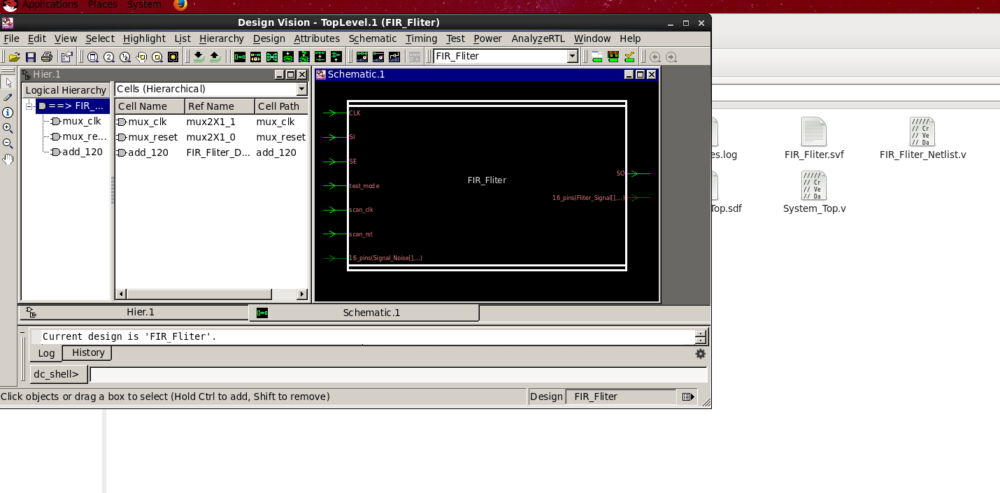 Applications Places System
Design Vision - TopLevel.1 (FIR_Fliter)
File Edit View Select Highlight List Hierarchy Design Attributes Schematic Timing Test Power AnalyzeRTL Window Help
FIR_Fliter
Hier.1
Logical Hierarchy
==> FIR_...
mux_clk
mux_re...
add_120
Cells (Hierarchical)
Cell Name Ref Name Cell Path
mux_clk mux2X1_1 mux_clk
mux_reset mux2X1_0 mux_reset
add_120 FIR_Fliter_D... add_120
Schematic.1
CLK
SI
SE
test_mode
scan_clk
scan_rst
16_pins(Signal_Noise[],...)
FIR_Fliter
SO
16_pins(Fliter_Signal[],...)
Hier.1 Schematic.1
Current design is 'FIR_Fliter'.
Log History
dc_shell>
Click objects or drag a box to select (Hold Ctrl to add, Shift to remove) Design FIR_Fliter
es.log FIR_Fliter.svf FIR_Fliter_Netlist.v
Top.sdf System_Top.v
/////
// Cr
// Ve
// Da
/////
// Cr
// Ve
// Da